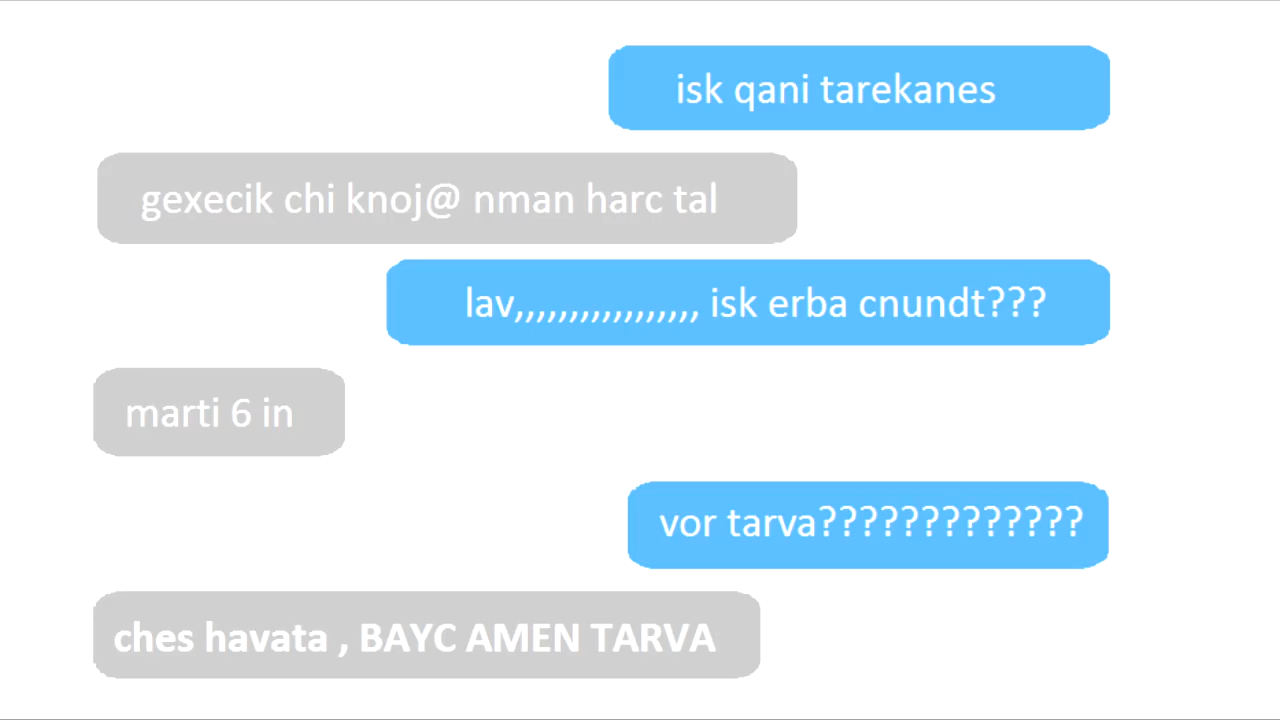 isk qani tarekanes
gexecik chi knoj@ nman harc tal
lav,,,,,,,,,,,,,,,,, isk erba cnundt???
marti 6 in
vor tarva?????????????
ches havata , BAYC AMEN TARVA